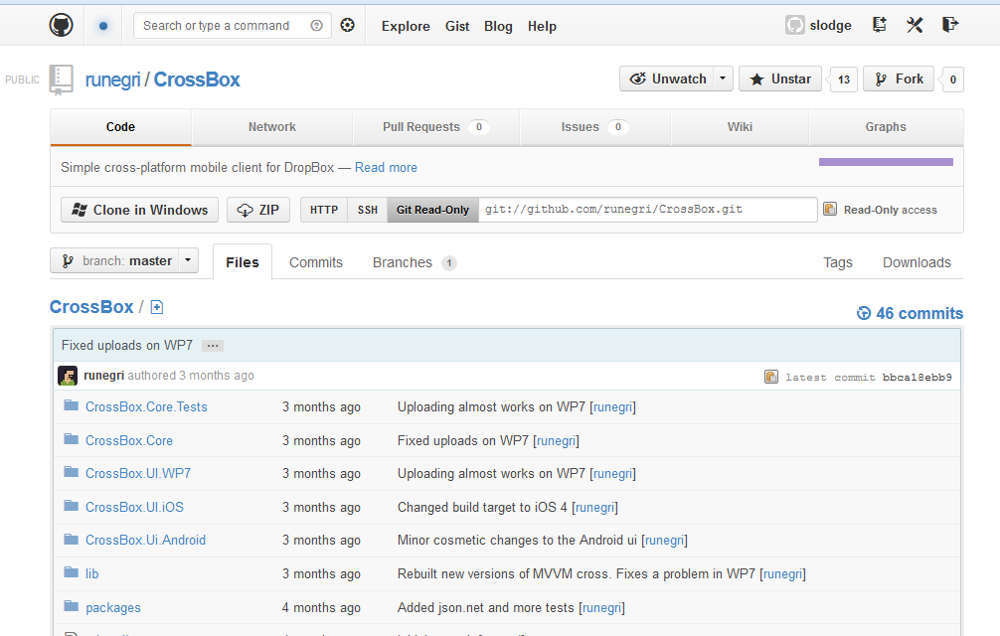 Search or type a command
Explore Gist Blog Help
slodge
PUBLIC runegri / CrossBox
Unwatch Unstar 13 Fork 0
Code Network Pull Requests 0 Issues 0 Wiki Graphs
Simple cross-platform mobile client for DropBox — Read more
Clone in Windows ZIP HTTP SSH Git Read-Only git://github.com/runegri/CrossBox.git Read-Only access
branch: master Files Commits Branches 1 Tags Downloads
CrossBox /
46 commits
Fixed uploads on WP7 ...
runegri authored 3 months ago latest commit bbca18ebb9
CrossBox.Core.Tests 3 months ago Uploading almost works on WP7 [runegri]
CrossBox.Core 3 months ago Fixed uploads on WP7 [runegri]
CrossBox.UI.WP7 3 months ago Uploading almost works on WP7 [runegri]
CrossBox.UI.iOS 3 months ago Changed build target to iOS 4 [runegri]
CrossBox.Ui.Android 3 months ago Minor cosmetic changes to the Android ui [runegri]
lib 3 months ago Rebuilt new versions of MVVM cross. Fixes a problem in WP7 [runegri]
packages 4 months ago Added json.net and more tests [runegri]